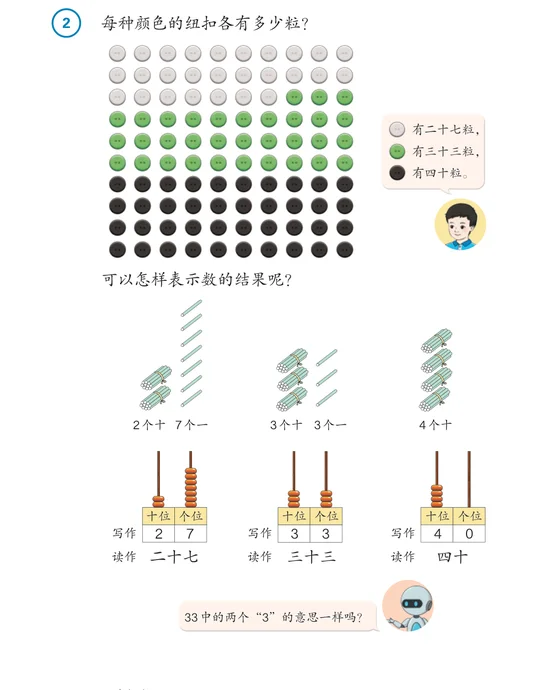 2 每种颜色的纽扣各有多少粒？
有二十七粒，
有三十三粒，
有四十粒。
可以怎样表示数的结果呢？
2个十 7个一 3个十 3个一 4个十
十位 个位 十位 个位 十位 个位
写作 2 7 写作 3 3 写作 4 0
读作 二十七 读作 三十三 读作 四十
33中的两个“3”的意思一样吗？